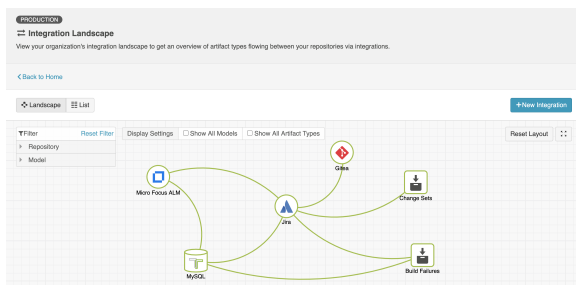 PRODUCTION
Integration Landscape
View your organization's integration landscape to get an overview of artifact types flowing between your repositories via integrations.
Back to Home
Landscape List
+New Integration
Filter Reset Filter
Display Settings Show All Models Show All Artifact Types
Reset Layout
Repository
Model
Gitea
Micro Focus ALM
Change Sets
Jira
MySQL
Build Failures